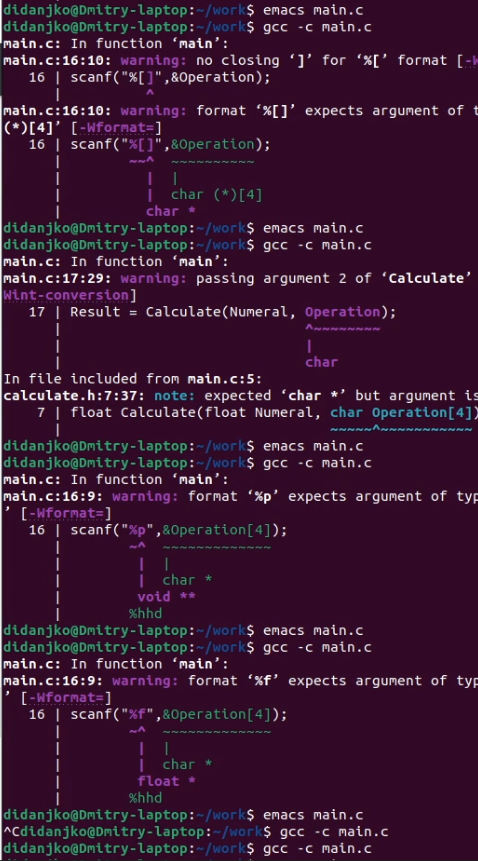 didanjko@Dmitry-laptop:~/work$ emacs main.c
didanjko@Dmitry-laptop:~/work$ gcc -c main.c
main.c: In function ‘main’:
main.c:16:10: warning: no closing ‘]’ for ‘%[’ format [-W
16 | scanf("%[]",&Operation);
| ^
main.c:16:10: warning: format ‘%[]’ expects argument of t
(*)[4]’ [-Wformat=]
16 | scanf("%[]",&Operation);
| ~~^ ~~~~~~~~~~
| | |
| | char (*)[4]
| char *
didanjko@Dmitry-laptop:~/work$ emacs main.c
didanjko@Dmitry-laptop:~/work$ gcc -c main.c
main.c: In function ‘main’:
main.c:17:29: warning: passing argument 2 of ‘Calculate’
Wint-conversion]
17 | Result = Calculate(Numeral, Operation);
| ^~~~~~~~~
| |
| char
In file included from main.c:5:
calculate.h:7:37: note: expected ‘char *’ but argument is
7 | float Calculate(float Numeral, char Operation[4])
| ~~~~~^~~~~~~~~~~~
didanjko@Dmitry-laptop:~/work$ emacs main.c
didanjko@Dmitry-laptop:~/work$ gcc -c main.c
main.c: In function ‘main’:
main.c:16:9: warning: format ‘%p’ expects argument of typ
’ [-Wformat=]
16 | scanf("%p",&Operation[4]);
| ~^ ~~~~~~~~~~~~~
| | |
| | char *
| void **
| %hhd
didanjko@Dmitry-laptop:~/work$ emacs main.c
didanjko@Dmitry-laptop:~/work$ gcc -c main.c
main.c: In function ‘main’:
main.c:16:9: warning: format ‘%f’ expects argument of typ
’ [-Wformat=]
16 | scanf("%f",&Operation[4]);
| ~^ ~~~~~~~~~~~~~
| | |
| | char *
| float *
| %hhd
didanjko@Dmitry-laptop:~/work$ emacs main.c
^Cdidanjko@Dmitry-laptop:~/work$ gcc -c main.c
didanjko@Dmitry-laptop:~/work$ gcc -c main.c